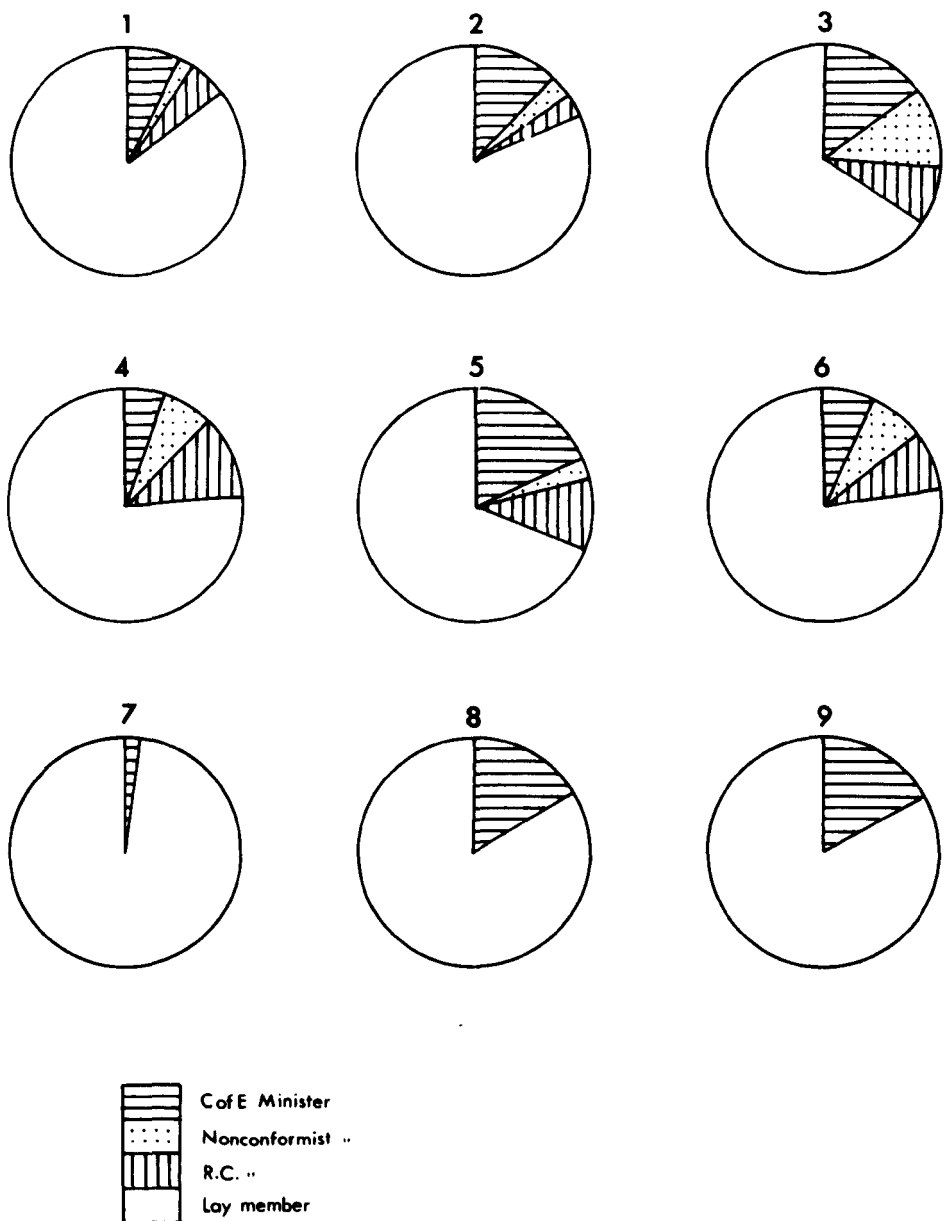 1 2 3
4 5 6
7 8 9
C of E Minister
Nonconformist "
R.C. "
Lay member